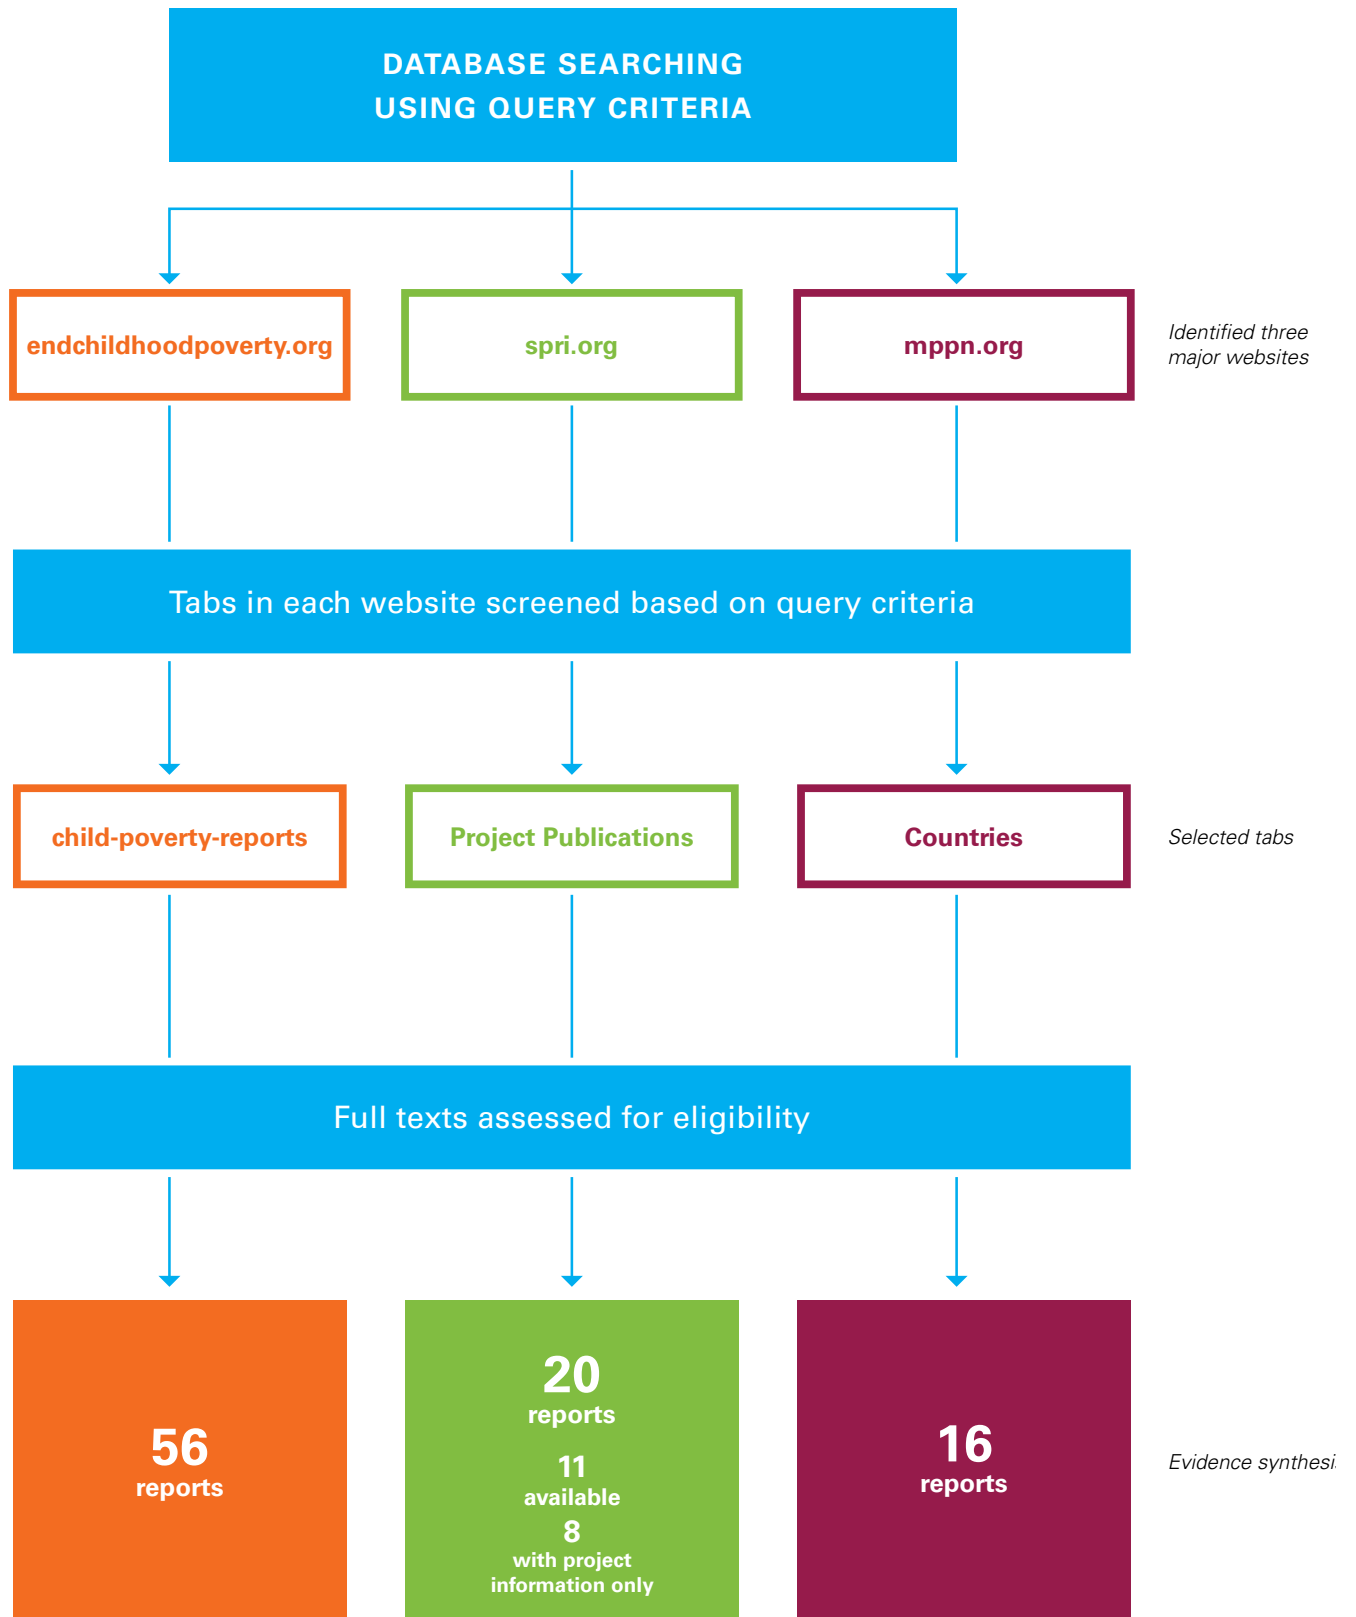 DATABASE SEARCHING
USING QUERY CRITERIA
endchildhoodpoverty.org
spri.org
mppn.org
Identified three
major websites
Tabs in each website screened based on query criteria
child-poverty-reports
Project Publications
Countries
Selected tabs
Full texts assessed for eligibility
56
reports
20
reports
11
available
8
with project
information only
16
reports
Evidence